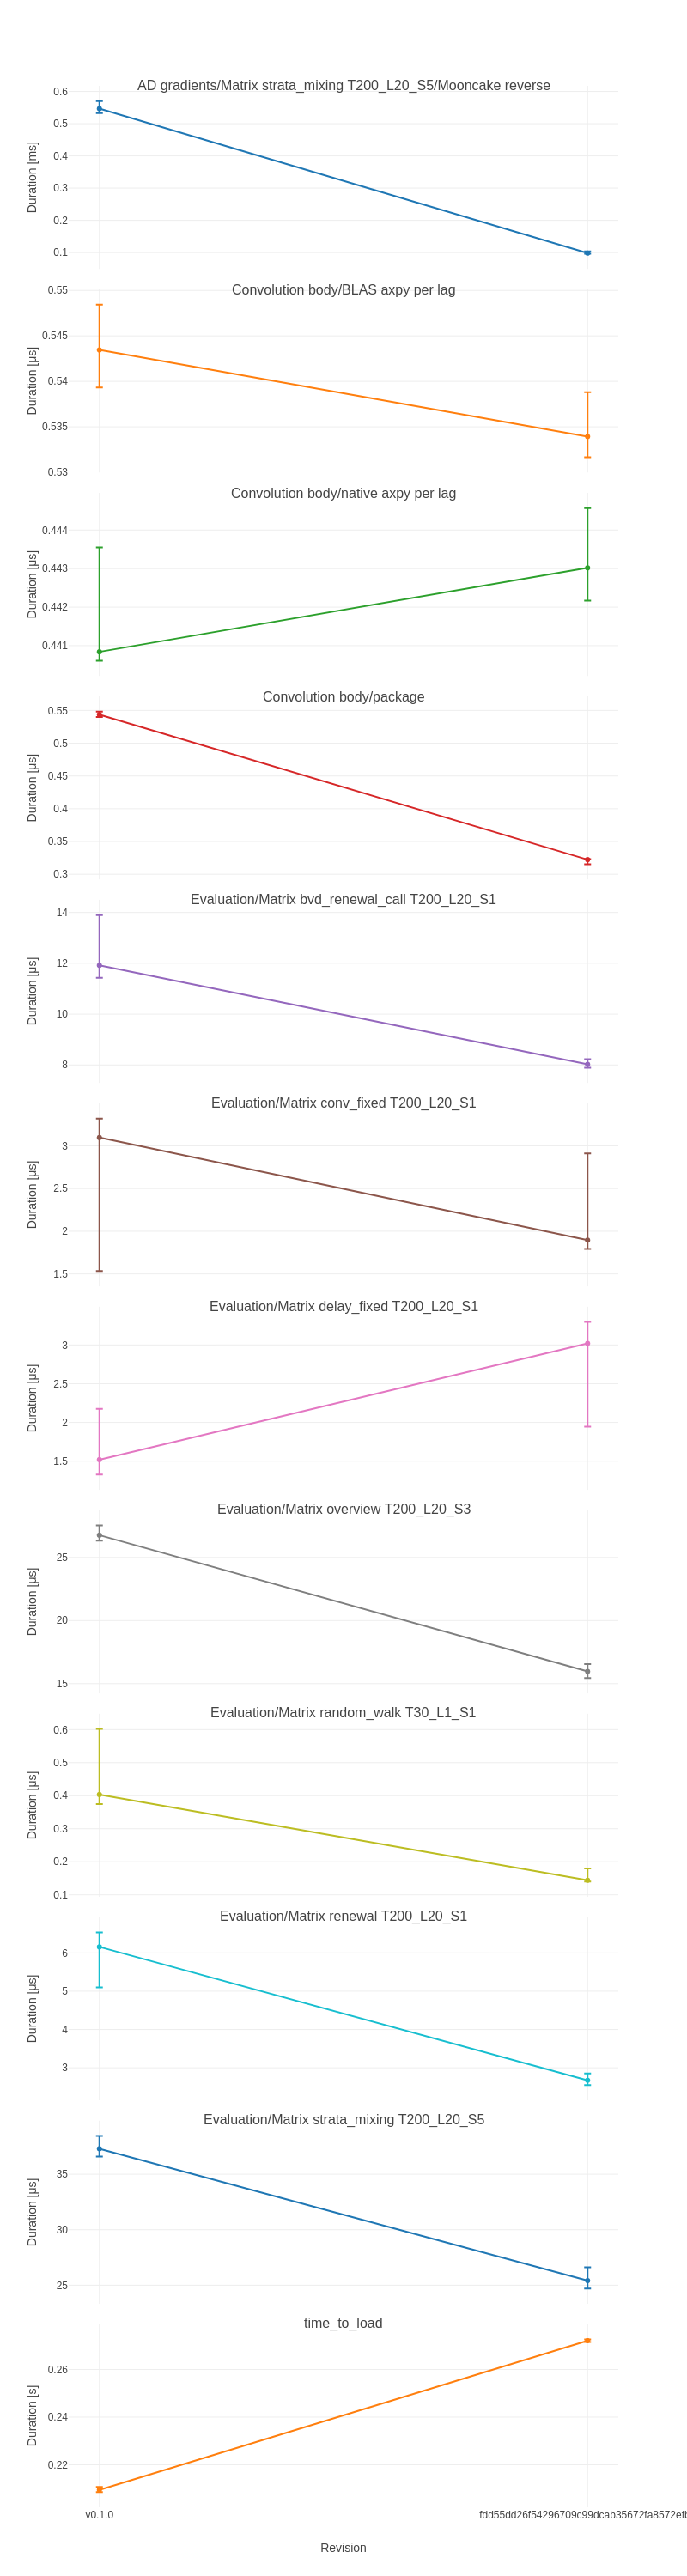 AD gradients/Matrix strata_mixing T200_L20_S5/Mooncake reverse
0.6
0.5
0.4
0.3
0.2
0.1
Duration [ms]
Convolution body/BLAS axpy per lag
0.55
0.545
0.54
0.535
0.53
Duration [μs]
Convolution body/native axpy per lag
0.444
0.443
0.442
0.441
Duration [μs]
Convolution body/package
0.55
0.5
0.45
0.4
0.35
0.3
Duration [μs]
Evaluation/Matrix bvd_renewal_call T200_L20_S1
14
12
10
8
Duration [μs]
Evaluation/Matrix conv_fixed T200_L20_S1
3
2.5
2
1.5
Duration [μs]
Evaluation/Matrix delay_fixed T200_L20_S1
3
2.5
2
1.5
Duration [μs]
Evaluation/Matrix overview T200_L20_S3
25
20
15
Duration [μs]
Evaluation/Matrix random_walk T30_L1_S1
0.6
0.5
0.4
0.3
0.2
0.1
Duration [μs]
Evaluation/Matrix renewal T200_L20_S1
6
5
4
3
Duration [μs]
Evaluation/Matrix strata_mixing T200_L20_S5
35
30
25
Duration [μs]
time_to_load
0.26
0.24
0.22
Duration [s]
v0.1.0
fdd55dd26f54296709c99dcab35672fa8572efb
Revision